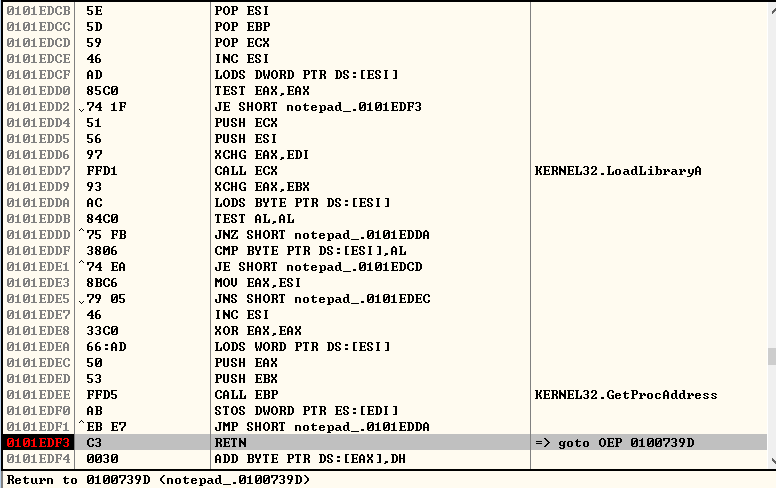 0101EDCB 5E POP ESI
0101EDCC 5D POP EBP
0101EDCD 59 POP ECX
0101EDCE 46 INC ESI
0101EDCF AD LODS DWORD PTR DS:[ESI]
0101EDD0 85C0 TEST EAX,EAX
0101EDD2 74 1F JE SHORT notepad_.0101EDF3
0101EDD4 51 PUSH ECX
0101EDD5 56 PUSH ESI
0101EDD6 97 XCHG EAX,EDI
0101EDD7 FFD1 CALL ECX KERNEL32.LoadLibraryA
0101EDD9 93 XCHG EAX,EBX
0101EDDA AC LODS BYTE PTR DS:[ESI]
0101EDDB 84C0 TEST AL,AL
0101EDDD ^75 FB JNZ SHORT notepad_.0101EDDA
0101EDDF 3806 CMP BYTE PTR DS:[ESI],AL
0101EDE1 ^74 EA JE SHORT notepad_.0101EDCD
0101EDE3 8BC6 MOV EAX,ESI
0101EDE5 79 05 JNS SHORT notepad_.0101EDEC
0101EDE7 46 INC ESI
0101EDE8 33C0 XOR EAX,EAX
0101EDEA 66:AD LODS WORD PTR DS:[ESI]
0101EDEC 50 PUSH EAX
0101EDED 53 PUSH EBX
0101EDEE FFD5 CALL EBP KERNEL32.GetProcAddress
0101EDF0 AB STOS DWORD PTR ES:[EDI]
0101EDF1 ^EB E7 JMP SHORT notepad_.0101EDDA
0101EDF3 C3 RETN => goto OEP 0100739D
0101EDF4 0030 ADD BYTE PTR DS:[EAX],DH
Return to 0100739D (notepad_.0100739D)